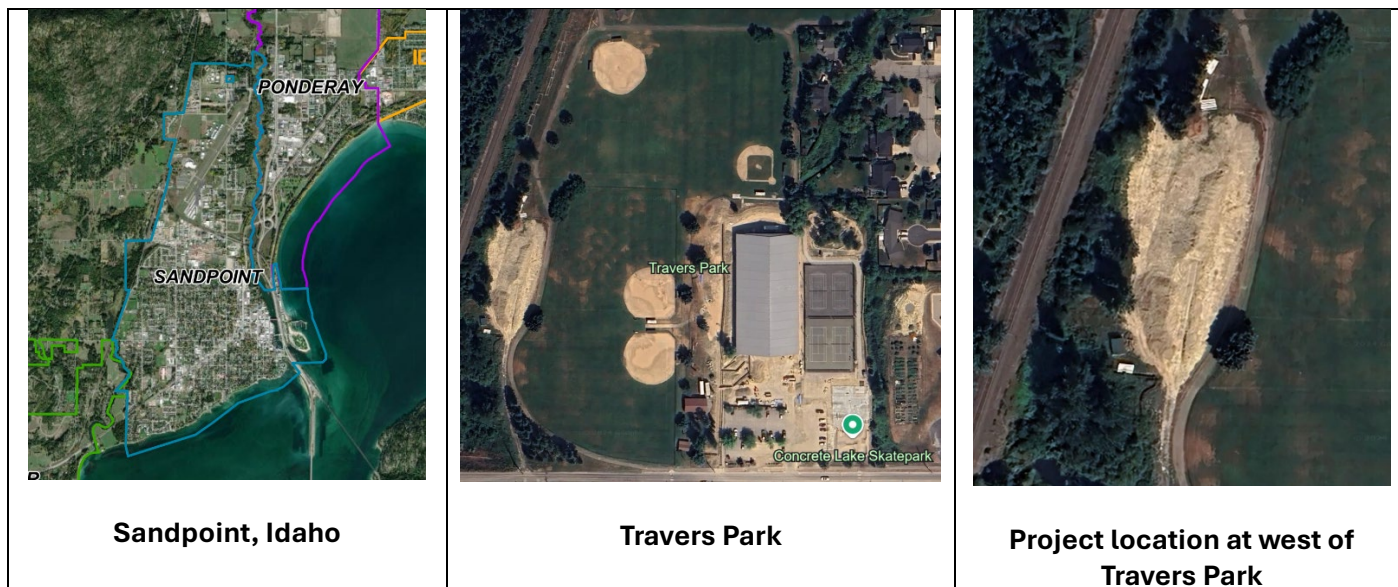 PONDERAY
SANDPOINT
Travers Park
Concrete Lake Skatepark
Sandpoint, Idaho
Travers Park
Project location at west of
Travers Park